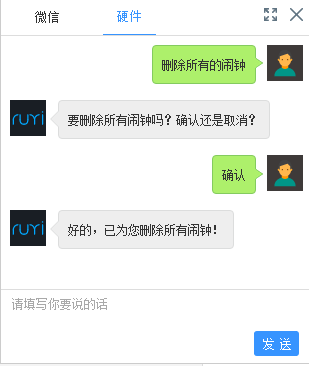 微信 硬件
删除所有的闹钟
ruyi
要删除所有闹钟吗？确认还是取消？
确认
ruyi
好的，已为您删除所有闹钟！
请填写你要说的话
发 送